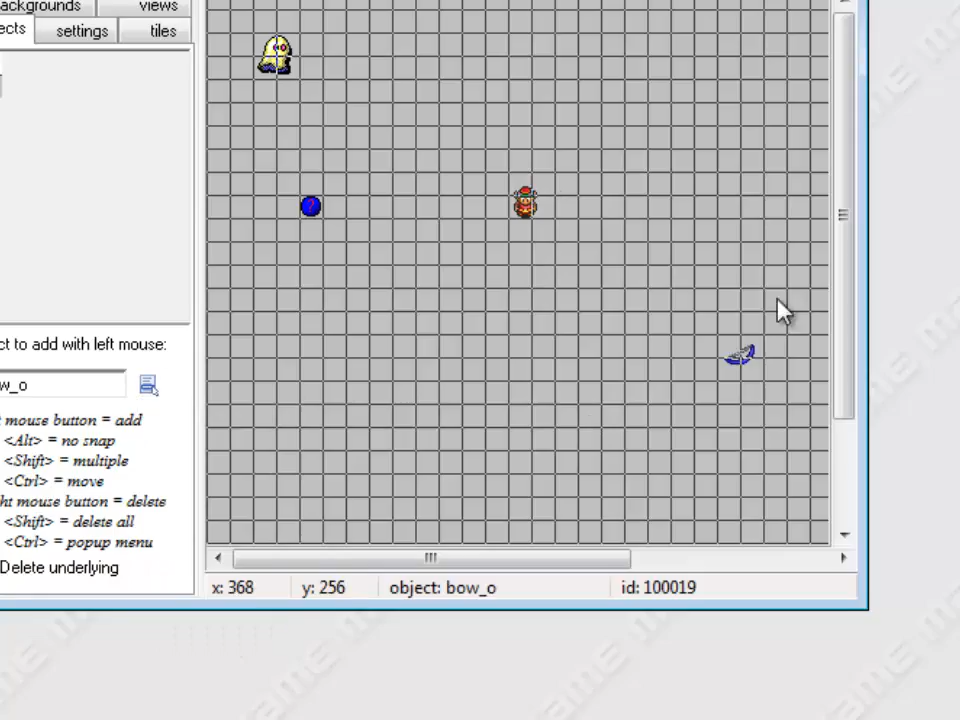 ackgrounds views
ects settings tiles
ct to add with left mouse:
ow_o
t mouse button = add
<Alt> = no snap
<Shift> = multiple
<Ctrl> = move
ht mouse button = delete
<Shift> = delete all
<Ctrl> = popup menu
Delete underlying
x: 368 y: 256 object: bow_o id: 100019